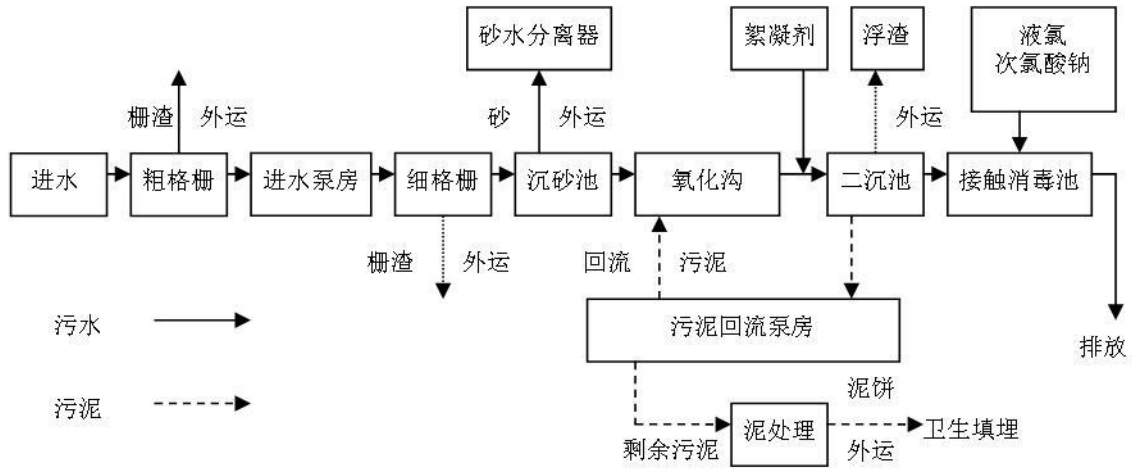 砂水分离器
絮凝剂
浮渣
液氯
次氯酸钠
栅渣 外运
砂 外运
外运
进水
粗格栅
进水泵房
细格栅
沉砂池
氧化沟
二沉池
接触消毒池
栅渣 外运
回流 污泥
污水
污泥回流泵房
排放
污泥
泥饼
剩余污泥
泥处理
外运
卫生填埋